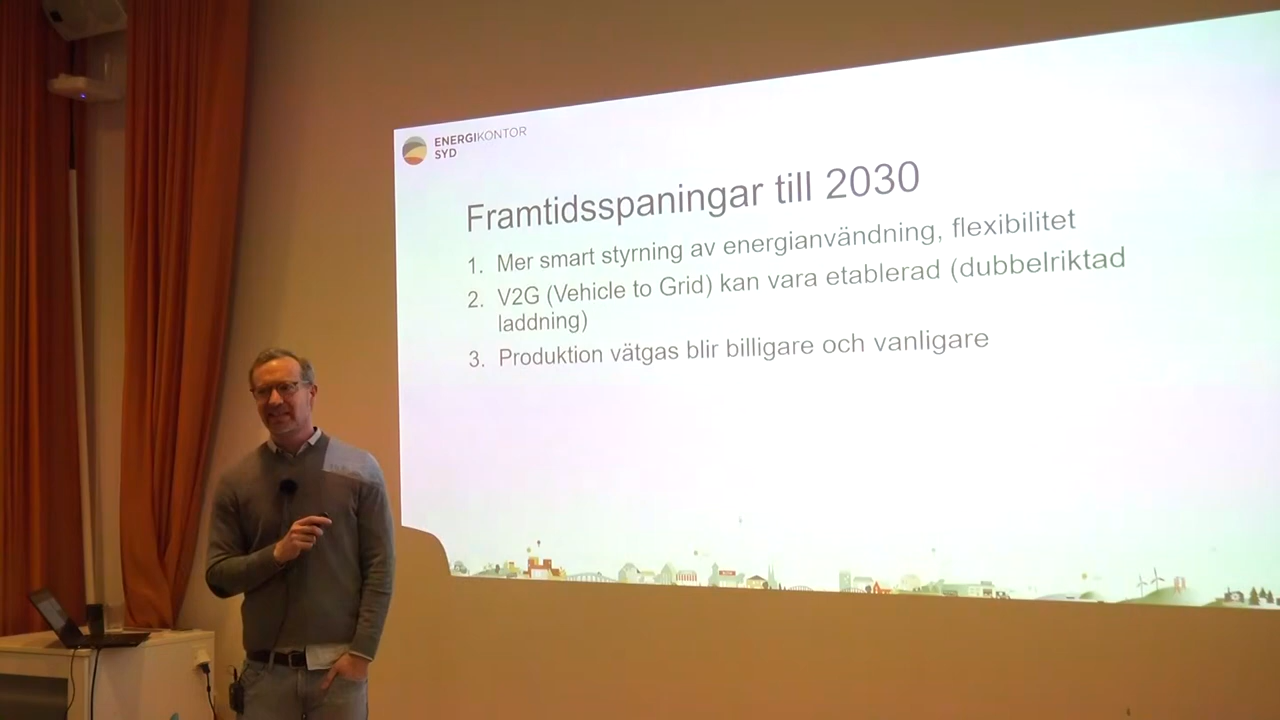 ENERGIKONTOR
SYD
Framtidsspaningar till 2030
1. Mer smart styrning av energianvändning, flexibilitet
2. V2G (Vehicle to Grid) kan vara etablerad (dubbelriktad
laddning)
3. Produktion vätgas blir billigare och vanligare